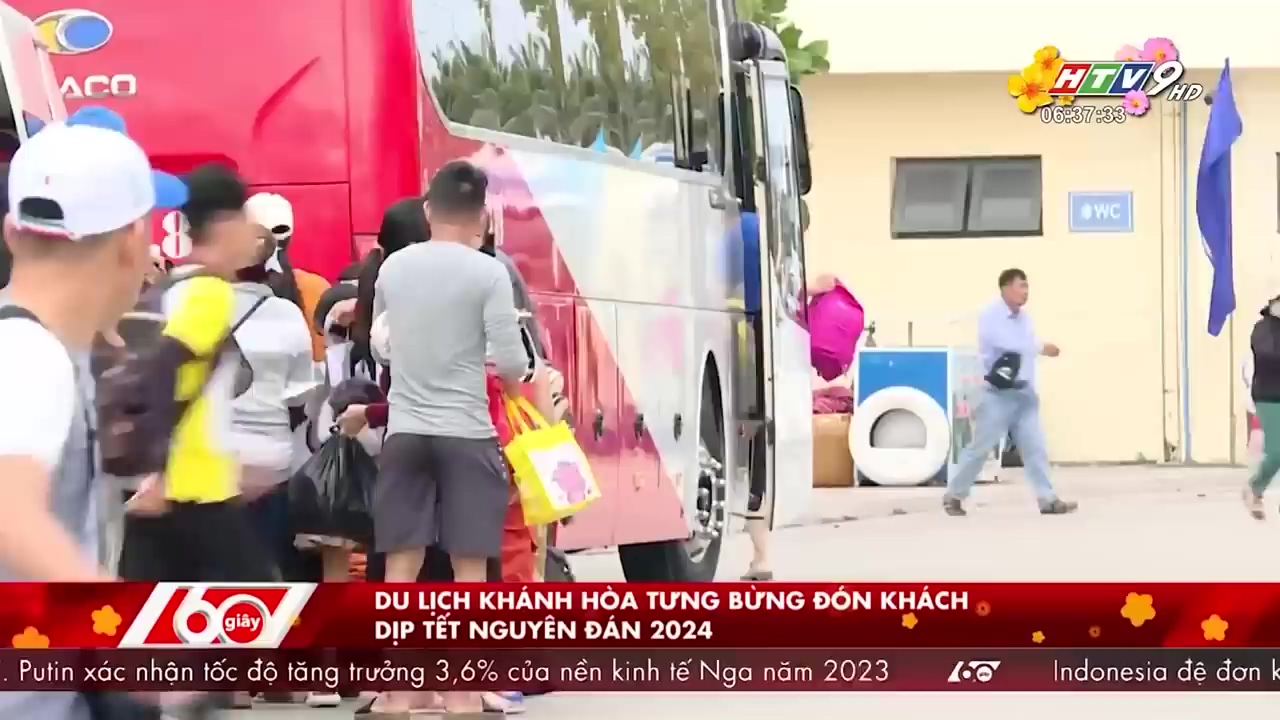 ACO
HTV9 HD
06:37:33
WC
.8
60 giây
DU LỊCH KHÁNH HÒA TƯNG BỪNG ĐÓN KHÁCH
DỊP TẾT NGUYÊN ĐÁN 2024
. Putin xác nhận tốc độ tăng trưởng 3,6% của nền kinh tế Nga năm 2023 60 Indonesia đệ đơn k